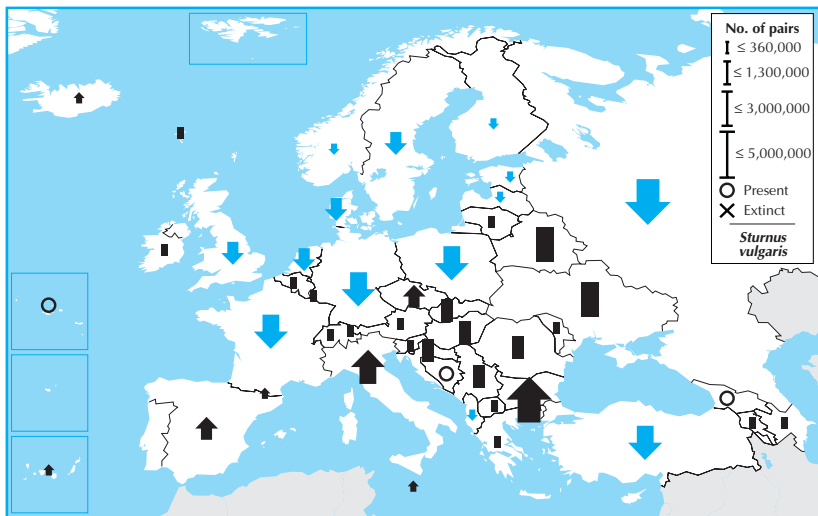 No. of pairs
≤ 360,000
≤ 1,300,000
≤ 3,000,000
≤ 5,000,000
Present
Extinct
Sturnus
vulgaris